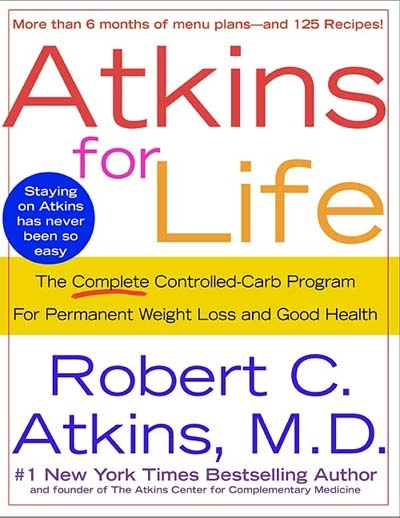 More than 6 months of menu plans—and 125 Recipes!
Atkins
for
Life
Staying
on Atkins
has never
been so
easy
The Complete Controlled-Carb Program
For Permanent Weight Loss and Good Health
Robert C.
Atkins, M.D.
#1 New York Times Bestselling Author
and founder of The Atkins Center for Complementary Medicine